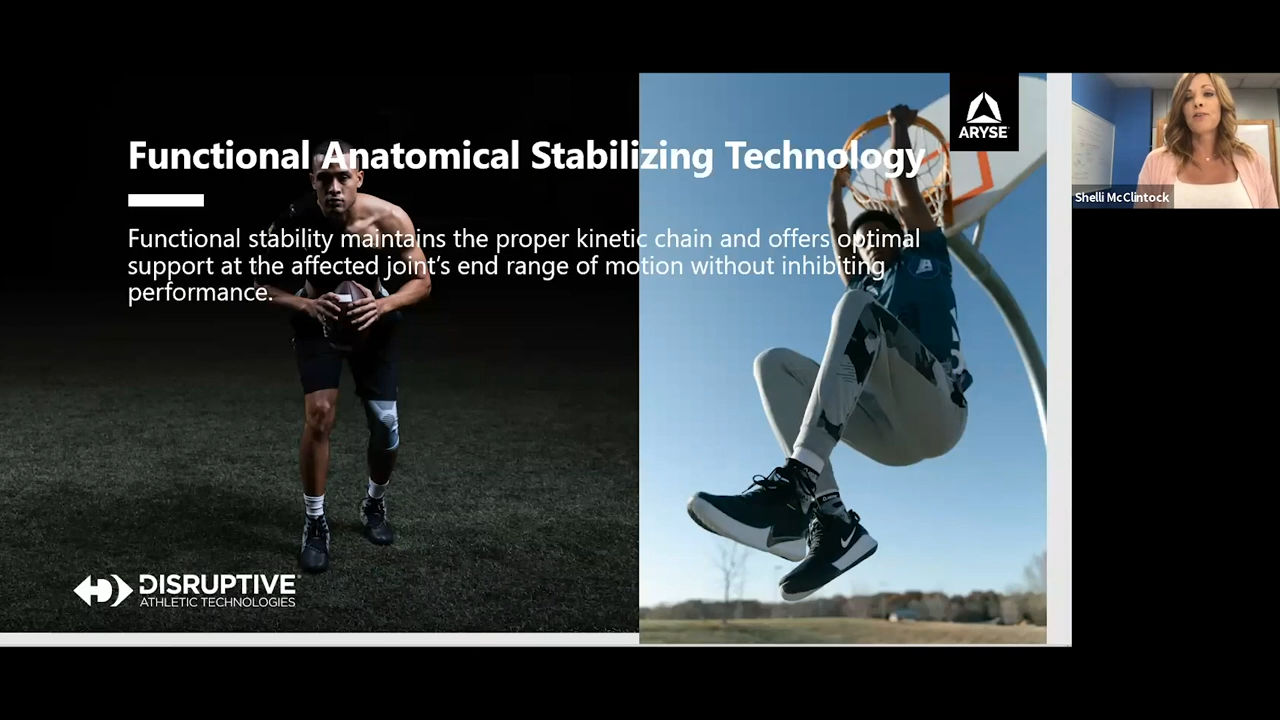 ARYSE
Functional Anatomical Stabilizing Technology
Functional stability maintains the proper kinetic chain and offers optimal
support at the affected joint’s end range of motion without inhibiting
performance.
DISRUPTIVE
ATHLETIC TECHNOLOGIES
Shelli McClintock